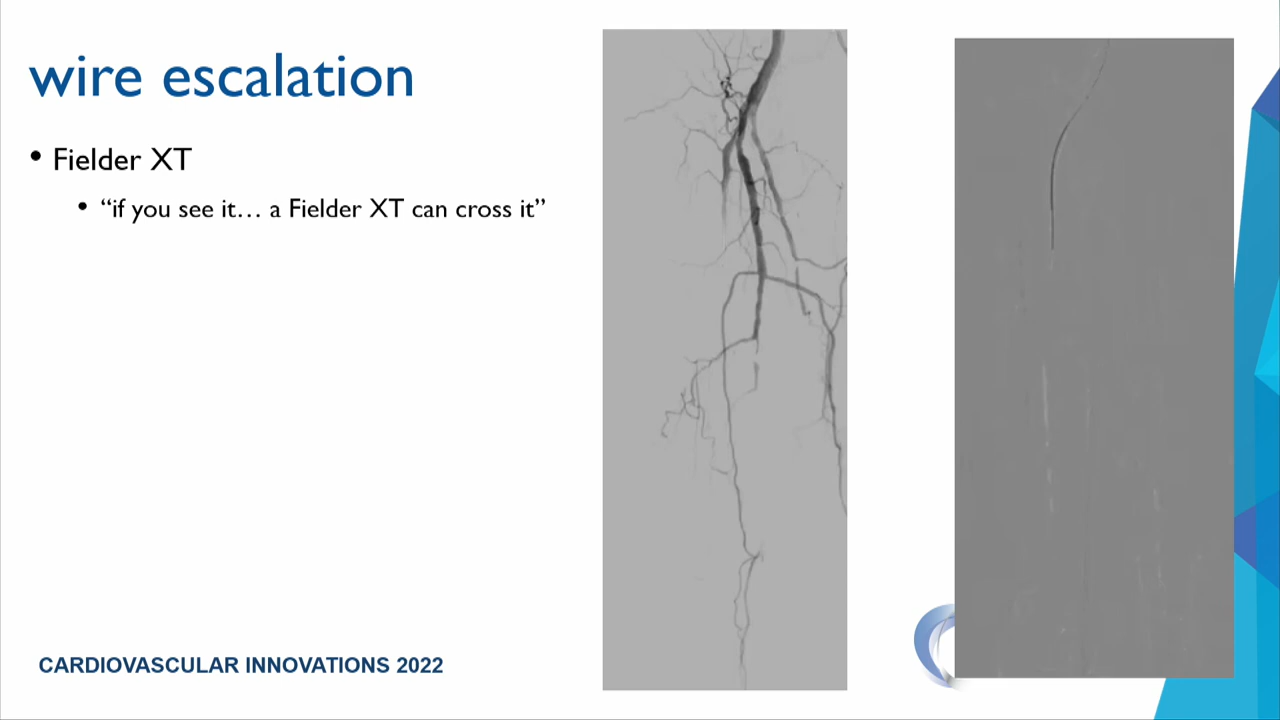 wire escalation
• Fielder XT
• “if you see it… a Fielder XT can cross it”
CARDIOVASCULAR INNOVATIONS 2022